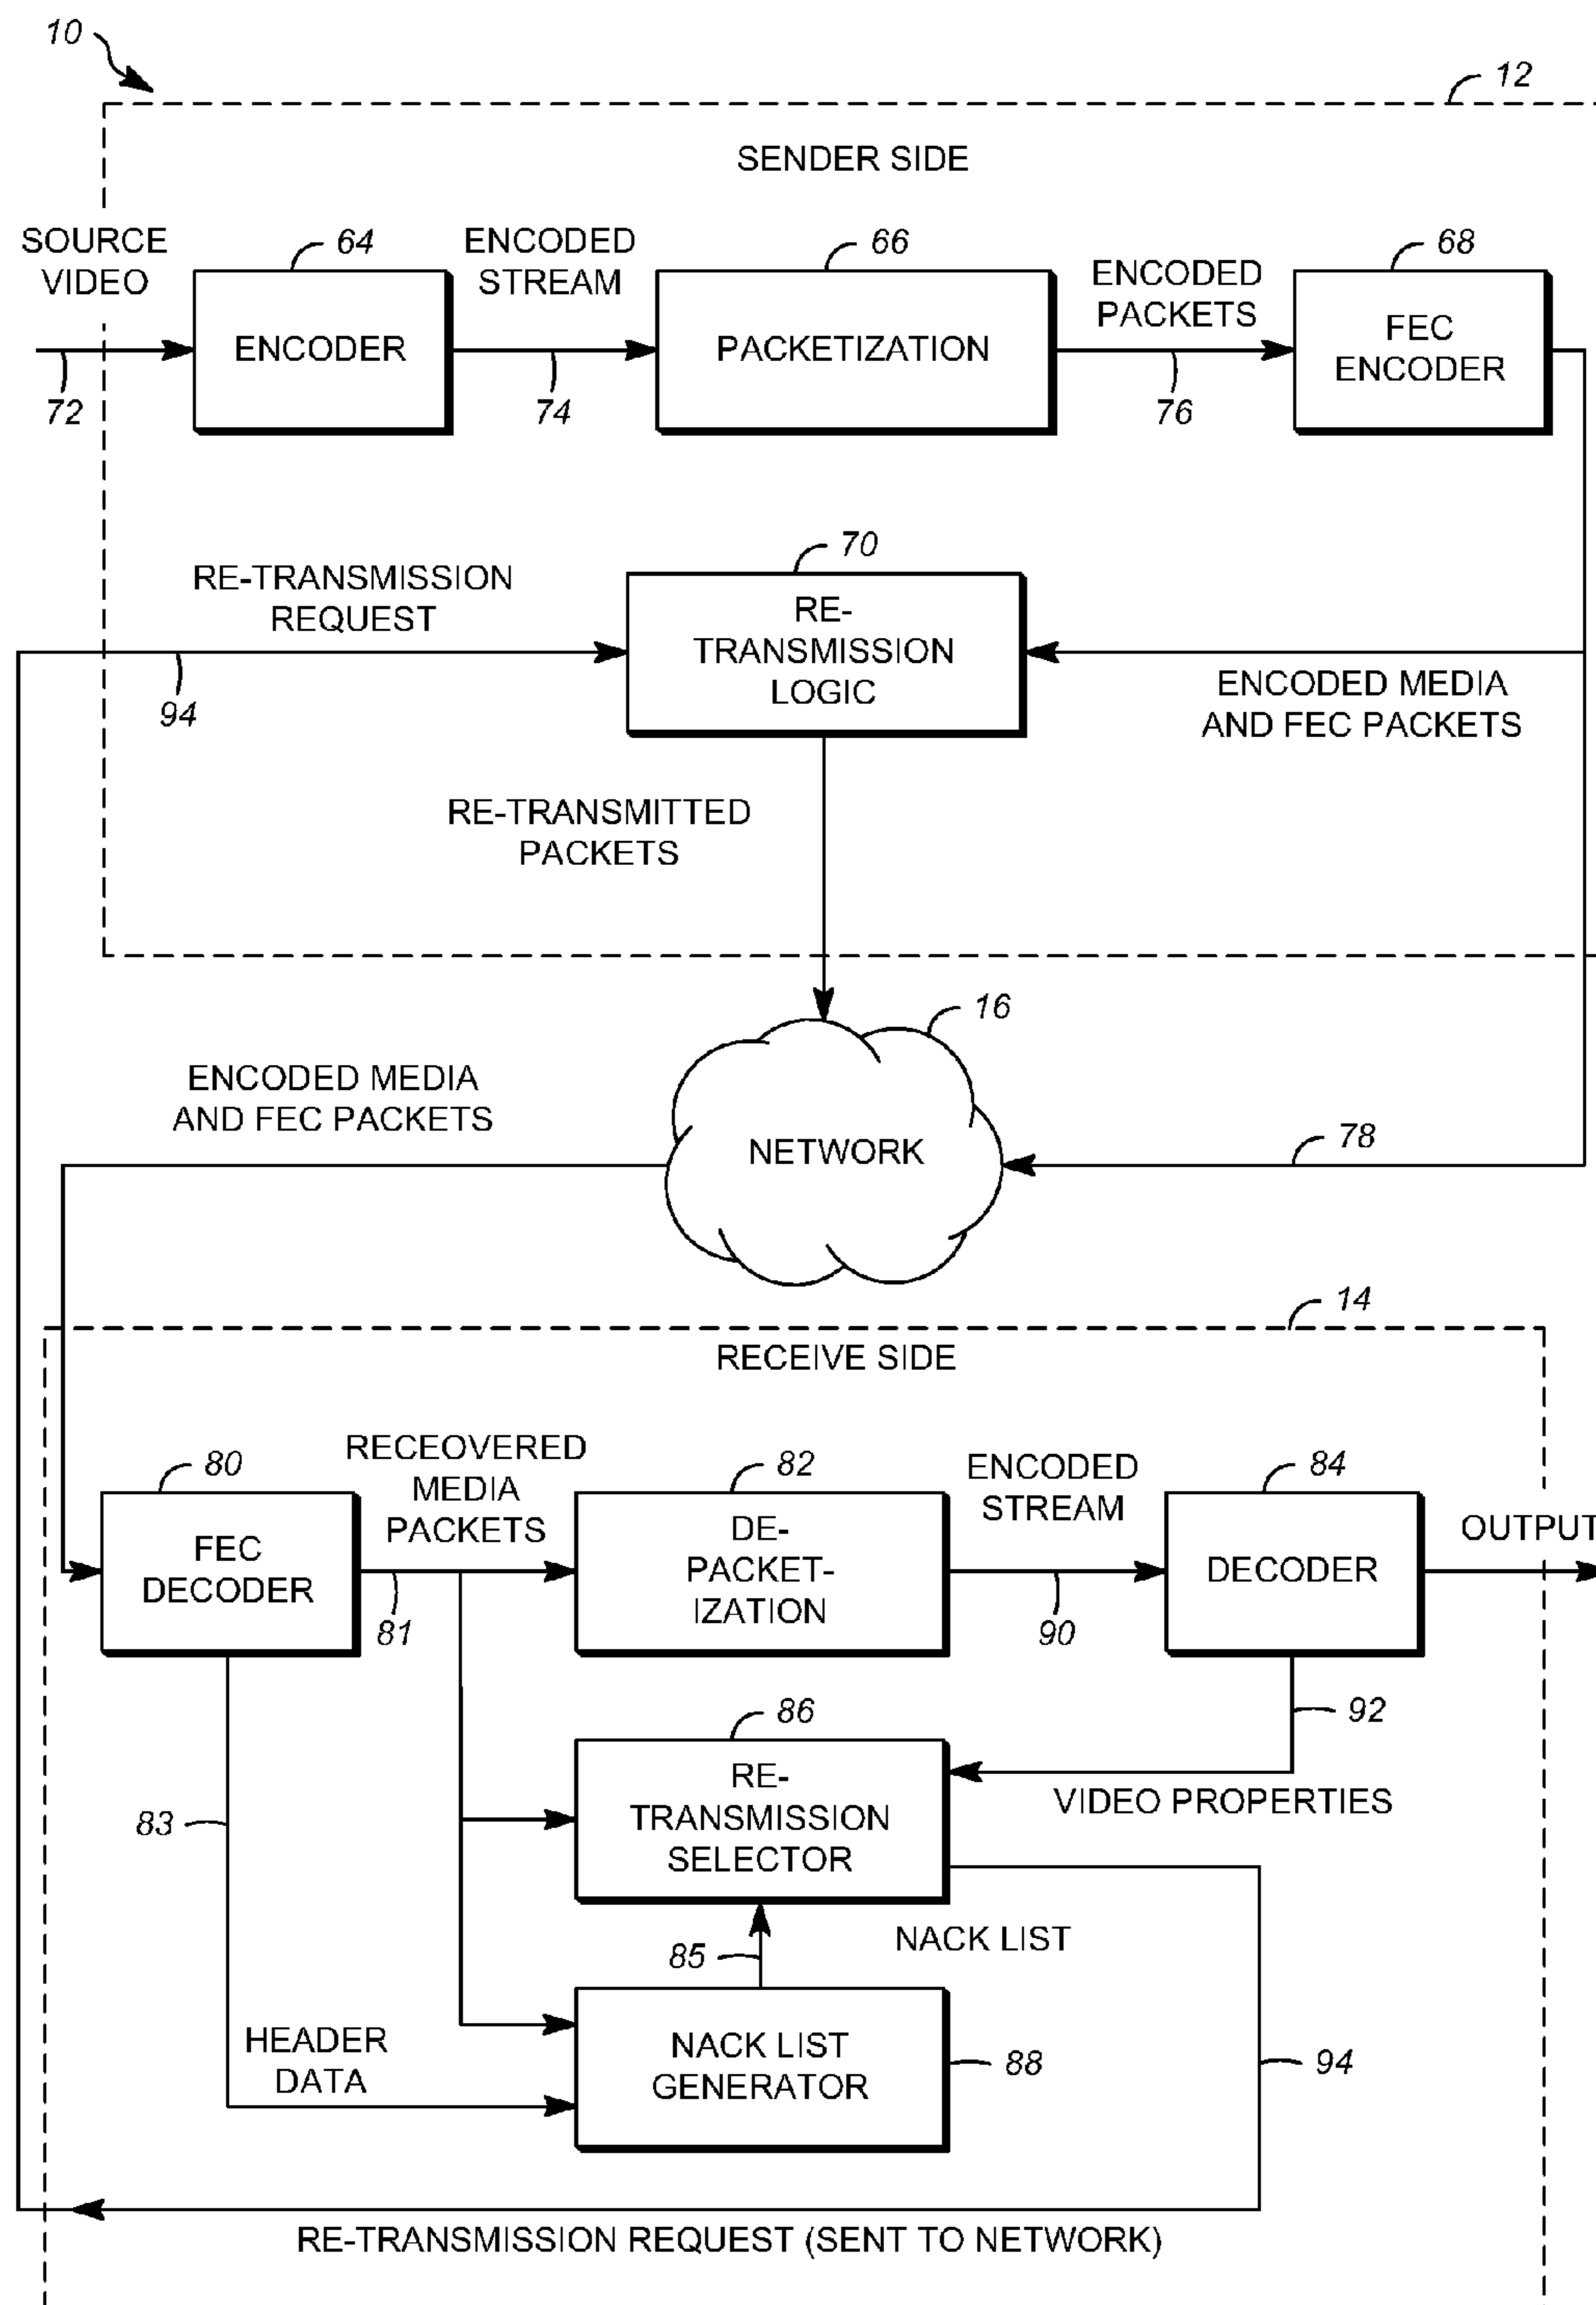 10
12
SENDER SIDE
SOURCE
VIDEO
64
ENCODED
STREAM
66
ENCODED
PACKETS
68
ENCODER
PACKETIZATION
FEC
ENCODER
72
74
76
70
RE-TRANSMISSION
REQUEST
RE-
TRANSMISSION
LOGIC
94
ENCODED MEDIA
AND FEC PACKETS
RE-TRANSMITTED
PACKETS
16
ENCODED MEDIA
AND FEC PACKETS
NETWORK
78
14
RECEIVE SIDE
80
RECEOVERED
MEDIA
PACKETS
82
ENCODED
STREAM
84
FEC
DECODER
DE-
PACKET-
IZATION
DECODER
OUTPUT
81
90
86
92
RE-
TRANSMISSION
SELECTOR
VIDEO PROPERTIES
83
85
NACK LIST
HEADER
DATA
NACK LIST
GENERATOR
88
94
RE-TRANSMISSION REQUEST (SENT TO NETWORK)